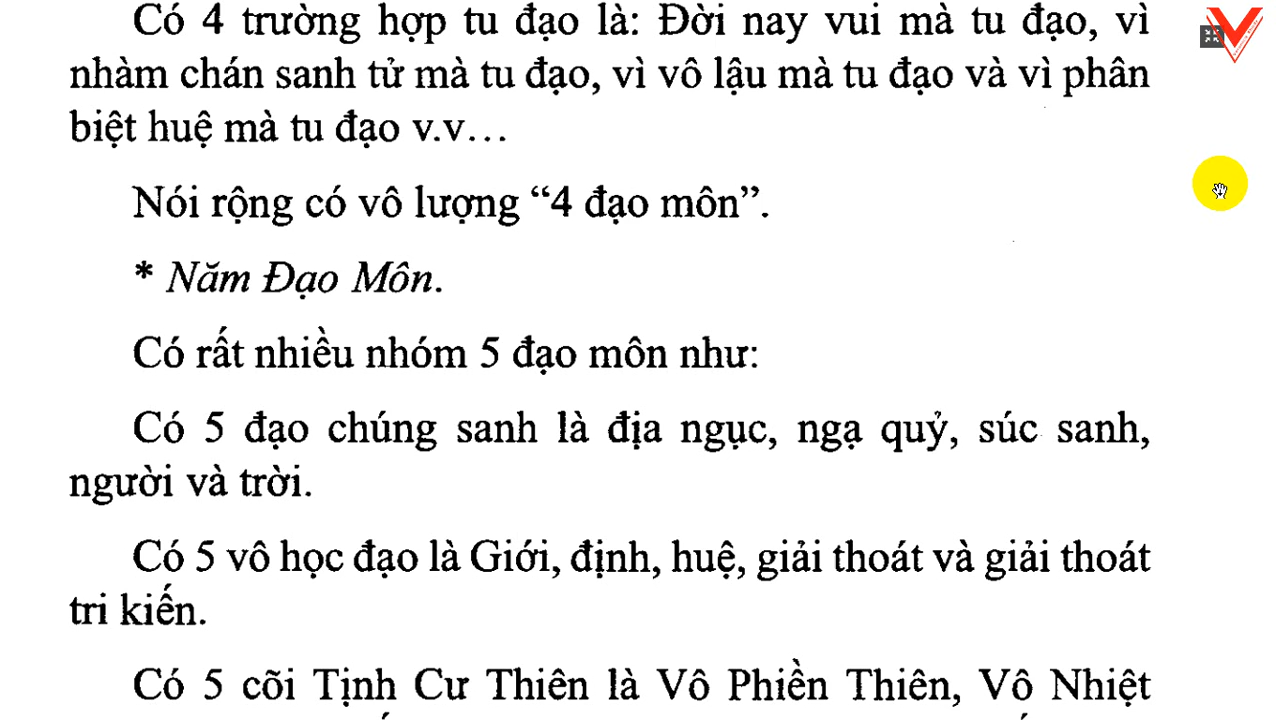 Có 4 trường hợp tu đạo là: Đời nay vui mà tu đạo, vì
nhàm chán sanh tử mà tu đạo, vì vô lậu mà tu đạo và vì phân
biệt huệ mà tu đạo v.v…
Nói rộng có vô lượng “4 đạo môn”.
* Năm Đạo Môn.
Có rất nhiều nhóm 5 đạo môn như:
Có 5 đạo chúng sanh là địa ngục, ngạ quỷ, súc sanh,
người và trời.
Có 5 vô học đạo là Giới, định, huệ, giải thoát và giải thoát
tri kiến.
Có 5 cõi Tịnh Cư Thiên là Vô Phiền Thiên, Vô Nhiệt